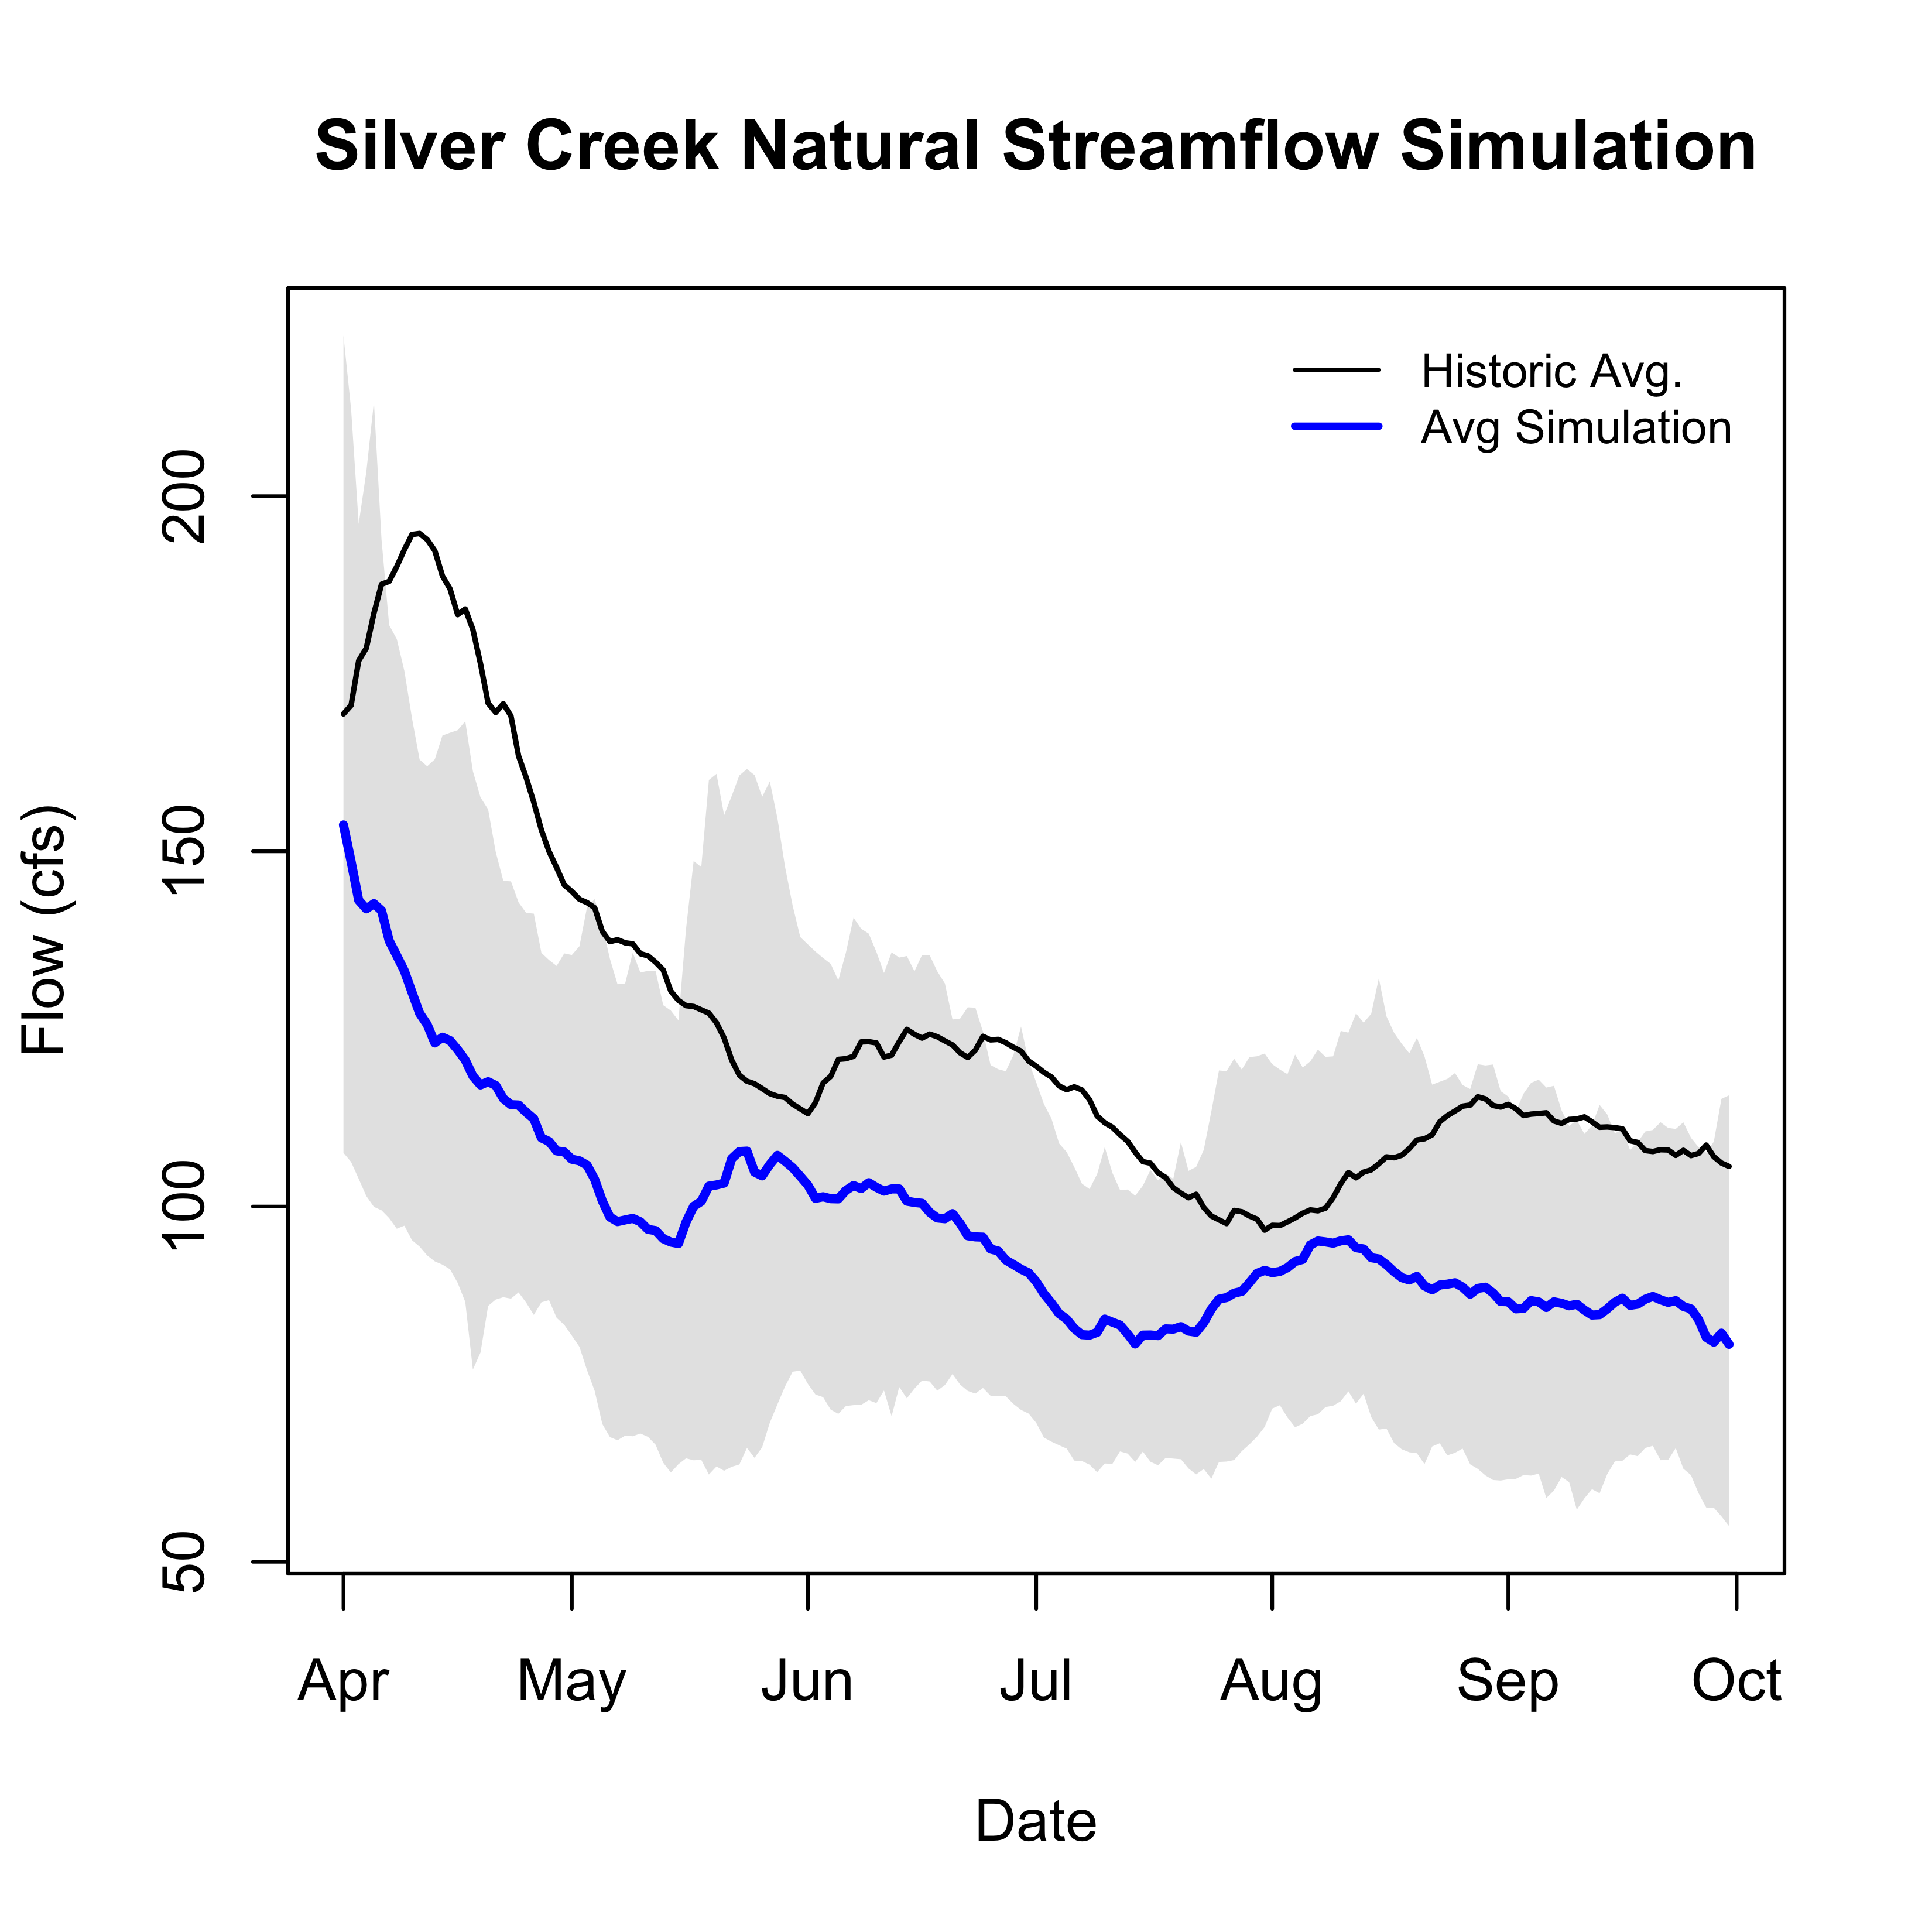 Silver Creek Natural Streamflow Simulation
Historic Avg.
Avg Simulation
Flow (cfs)
200
150
100
50
Apr May Jun Jul Aug Sep Oct
Date